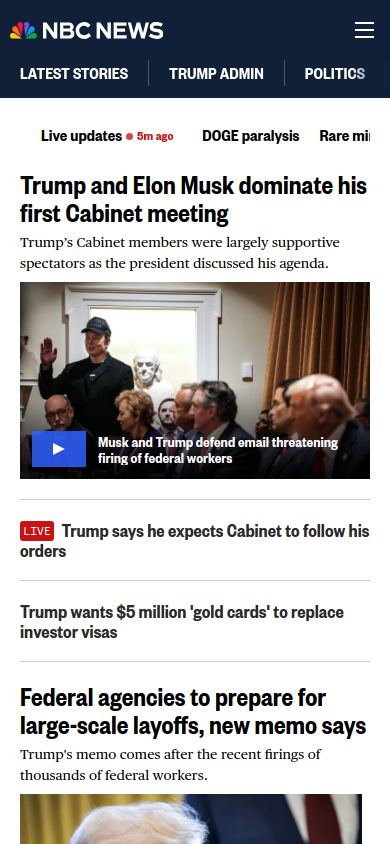 NBC NEWS
LATEST STORIES
TRUMP ADMIN
POLITICS
Live updates 5m ago
DOGE paralysis
Rare
Trump and Elon Musk dominate his
first Cabinet meeting
Trump's Cabinet members were largely supportive
spectators as the president discussed his agenda.
Musk and Trump defend email threatening
firing of federal workers
LIVE Trump says he expects Cabinet to follow his
orders
Trump wants $5 million 'gold cards' to replace
investor visas
Federal agencies to prepare for
large-scale layoffs, new memo says
Trump's memo comes after the recent firings of
thousands of federal workers.